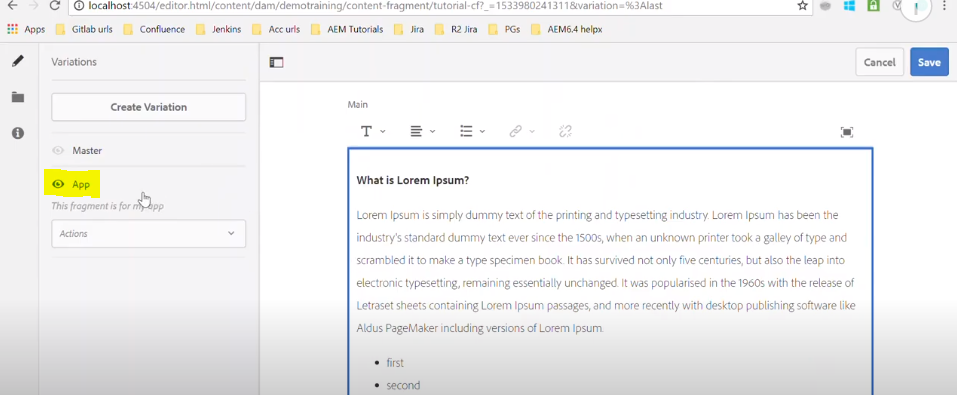 localhost:4504/editor.html/content/dam/demotraining/content-fragment/tutorial-cf?_=1533980241311&variation=%3Alast
Apps Gitlab urls Confluence Jenkins Acc urls AEM Tutorials Jira R2 Jira PGs AEM6.4 helpx
Variations
Cancel Save
Create Variation
Main
T
Master
App
This fragment is for my app
Actions
What is Lorem Ipsum?
Lorem Ipsum is simply dummy text of the printing and typesetting industry. Lorem Ipsum has been the
industry's standard dummy text ever since the 1500s, when an unknown printer took a galley of type and
scrambled it to make a type specimen book. It has survived not only five centuries, but also the leap into
electronic typesetting, remaining essentially unchanged. It was popularised in the 1960s with the release of
Letraset sheets containing Lorem Ipsum passages, and more recently with desktop publishing software like
Aldus PageMaker including versions of Lorem Ipsum.
first
second